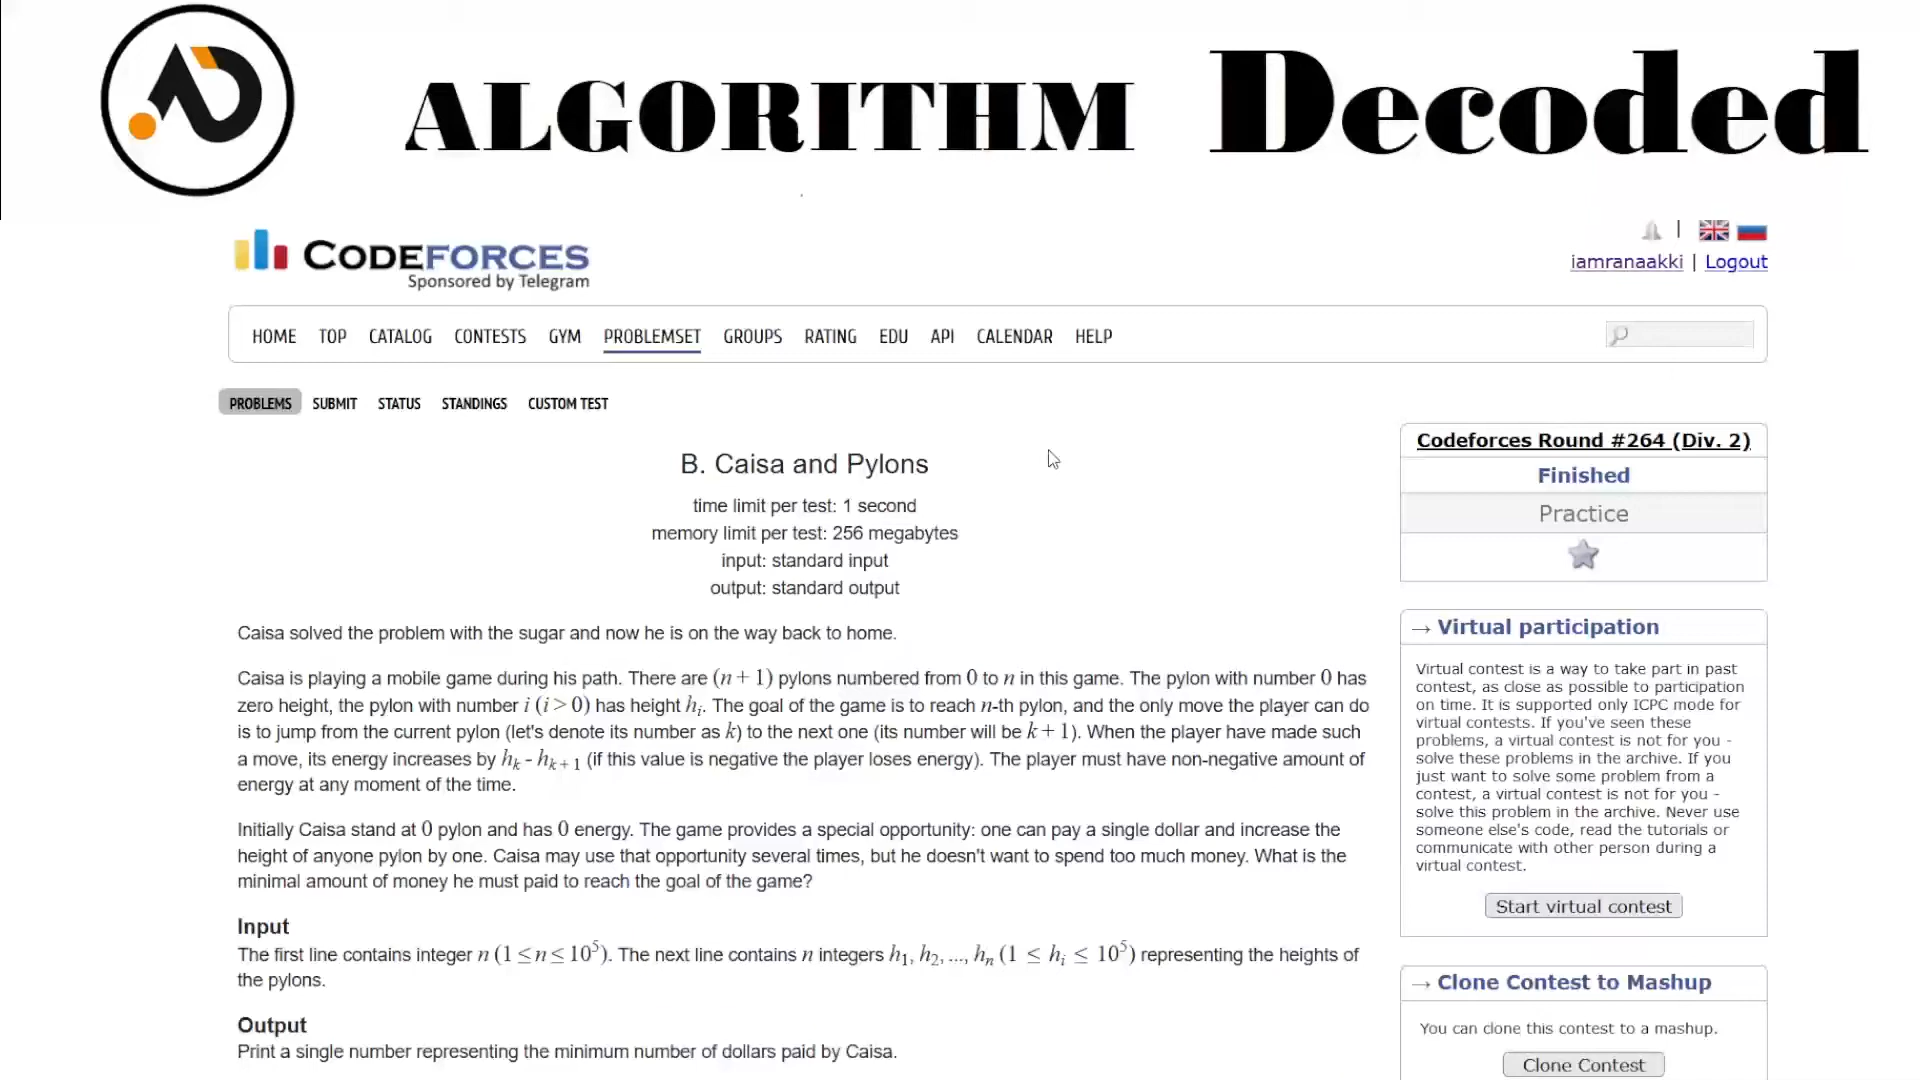 ALGORITHM Decoded
CODEFORCES
Sponsored by Telegram
|
iamranaakki | Logout
HOME TOP CATALOG CONTESTS GYM PROBLEMSET GROUPS RATING EDU API CALENDAR HELP
PROBLEMS SUBMIT STATUS STANDINGS CUSTOM TEST
B. Caisa and Pylons
time limit per test: 1 second
memory limit per test: 256 megabytes
input: standard input
output: standard output
Caisa solved the problem with the sugar and now he is on the way back to home.
Caisa is playing a mobile game during his path. There are (n + 1) pylons numbered from 0 to n in this game. The pylon with number 0 has
zero height, the pylon with number i (i > 0) has height hᵢ. The goal of the game is to reach n-th pylon, and the only move the player can do
is to jump from the current pylon (let's denote its number as k) to the next one (its number will be k + 1). When the player have made such
a move, its energy increases by hₖ - hₖ₊₁ (if this value is negative the player loses energy). The player must have non-negative amount of
energy at any moment of the time.
Initially Caisa stand at 0 pylon and has 0 energy. The game provides a special opportunity: one can pay a single dollar and increase the
height of anyone pylon by one. Caisa may use that opportunity several times, but he doesn't want to spend too much money. What is the
minimal amount of money he must paid to reach the goal of the game?
Input
The first line contains integer n (1 ≤ n ≤ 10⁵). The next line contains n integers h₁, h₂, ..., hₙ (1 ≤ hᵢ ≤ 10⁵) representing the heights of
the pylons.
Output
Print a single number representing the minimum number of dollars paid by Caisa.
Codeforces Round #264 (Div. 2)
Finished
Practice
→ Virtual participation
Virtual contest is a way to take part in past
contest, as close as possible to participation
on time. It is supported only ICPC mode for
virtual contests. If you've seen these
problems, a virtual contest is not for you -
solve these problems in the archive. If you
just want to solve some problem from a
contest, a virtual contest is not for you -
solve this problem in the archive. Never use
someone else's code, read the tutorials or
communicate with other person during a
virtual contest.
Start virtual contest
→ Clone Contest to Mashup
You can clone this contest to a mashup.
Clone Contest